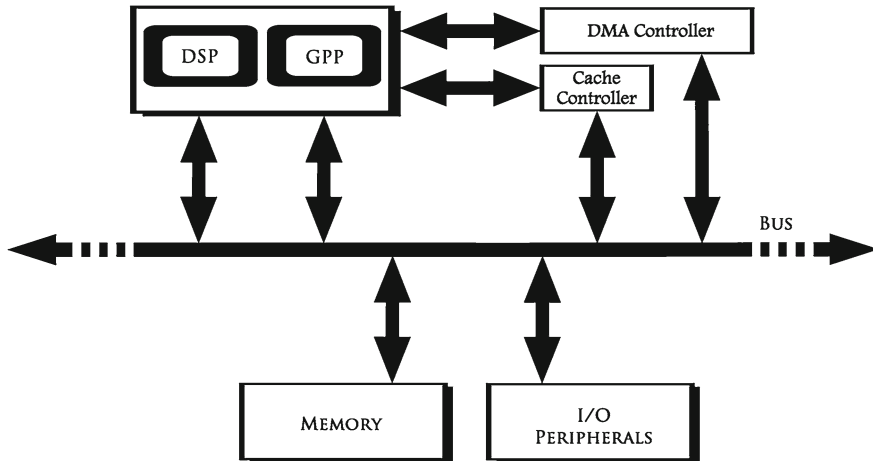 DSP
GPP
DMA Controller
Cache
Controller
BUS
MEMORY
I/O
PERIPHERALS